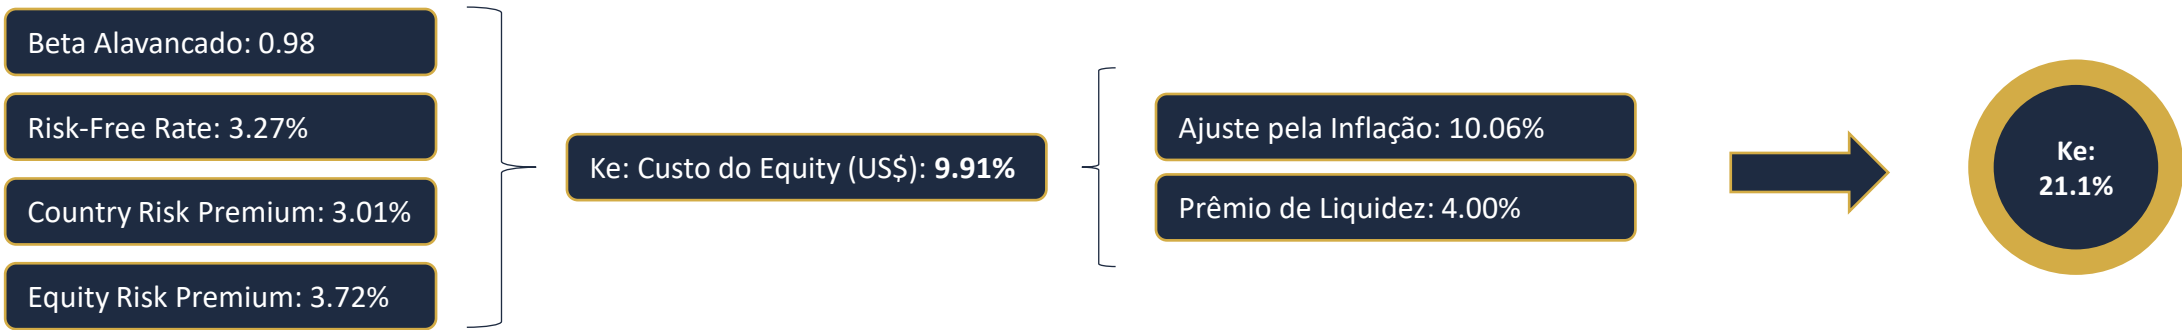 Beta Alavancado: 0.98
Risk-Free Rate: 3.27%
Country Risk Premium: 3.01%
Equity Risk Premium: 3.72%
Ke: Custo do Equity (US$): 9.91%
Ajuste pela Inflação: 10.06%
Prêmio de Liquidez: 4.00%
Ke:
21.1%